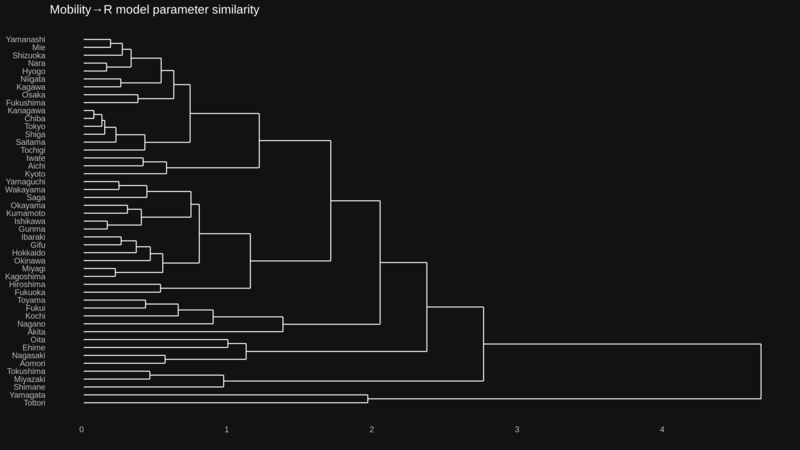 Mobility→R model parameter similarity
Yamanashi
Mie
Shizuoka
Nara
Hyogo
Niigata
Kagawa
Osaka
Fukushima
Kanagawa
Chiba
Tokyo
Shiga
Saitama
Tochigi
Iwate
Aichi
Kyoto
Yamaguchi
Wakayama
Saga
Okayama
Kumamoto
Ishikawa
Gunma
Ibaraki
Gifu
Hokkaido
Okinawa
Miyagi
Kagoshima
Hiroshima
Fukuoka
Toyama
Fukui
Kochi
Nagano
Akita
Oita
Ehime
Nagasaki
Aomori
Tokushima
Miyazaki
Shimane
Yamagata
Tottori
0 1 2 3 4